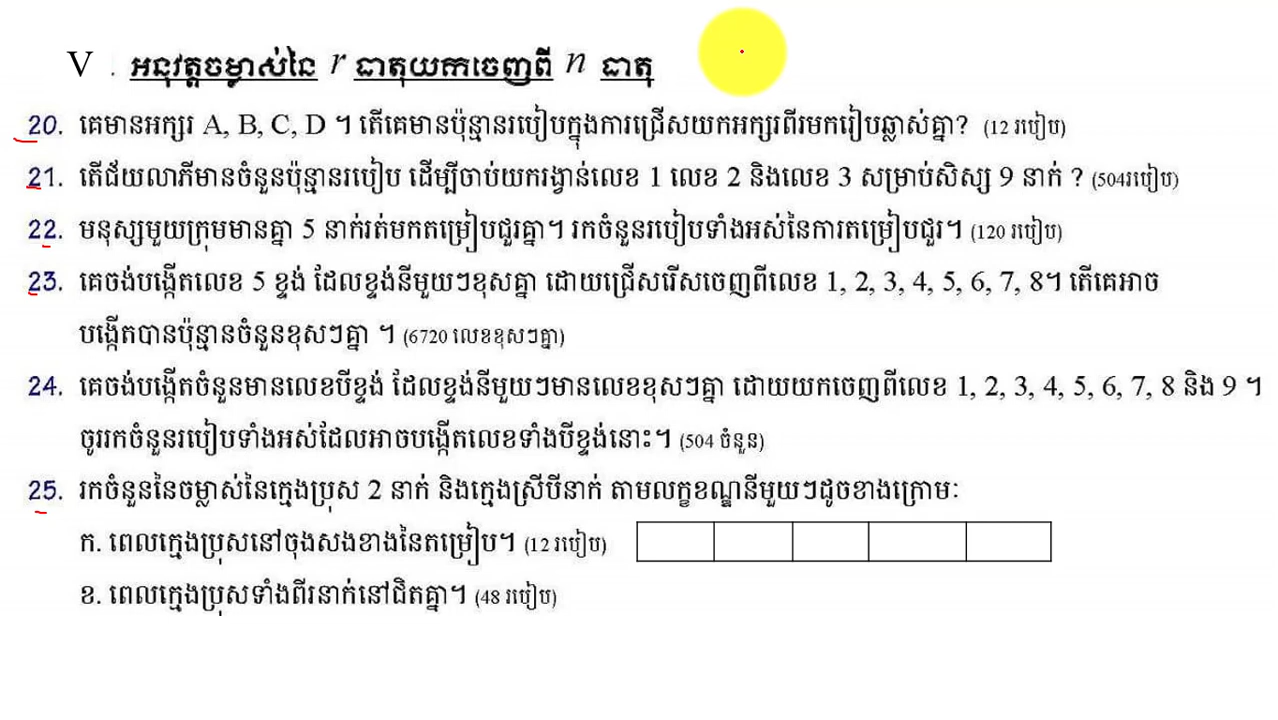 V . អនុវត្តចម្លាស់នៃ r ធាតុយកចេញពី n ធាតុ
20. គេមានអក្សរ A, B, C, D ។ តើគេមានប៉ុន្មានរបៀបក្នុងការជ្រើសយកអក្សរពីរមករៀបឆ្លាស់គ្នា? (12 របៀប)
21. តើជ័យលាភីមានចំនួនប៉ុន្មានរបៀប ដើម្បីចាប់យករង្វាន់លេខ 1 លេខ 2 និងលេខ 3 សម្រាប់សិស្ស 9 នាក់ ? (504របៀប)
22. មនុស្សមួយក្រុមមានគ្នា 5 នាក់រត់មកតម្រៀបជួរគ្នា។ រកចំនួនរបៀបទាំងអស់នៃការតម្រៀបជួរ។ (120 របៀប)
23. គេចង់បង្កើតលេខ 5 ខ្ទង់ ដែលខ្ទង់នីមួយៗខុសគ្នា ដោយជ្រើសរើសចេញពីលេខ 1, 2, 3, 4, 5, 6, 7, 8។ តើគេអាច
បង្កើតបានប៉ុន្មានចំនួនខុសៗគ្នា ។ (6720 លេខខុសៗគ្នា)
24. គេចង់បង្កើតចំនួនមានលេខបីខ្ទង់ ដែលខ្ទង់នីមួយៗមានលេខខុសៗគ្នា ដោយយកចេញពីលេខ 1, 2, 3, 4, 5, 6, 7, 8 និង 9 ។
ចូររកចំនួនរបៀបទាំងអស់ដែលអាចបង្កើតលេខទាំងបីខ្ទង់នោះ។ (504 ចំនួន)
25. រកចំនួននៃចម្លាស់នៃក្មេងប្រុស 2 នាក់ និងក្មេងស្រីបីនាក់ តាមលក្ខខណ្ឌនីមួយៗដូចខាងក្រោម:
ក. ពេលក្មេងប្រុសនៅចុងសងខាងនៃតម្រៀប។ (12 របៀប)
ខ. ពេលក្មេងប្រុសទាំងពីរនាក់នៅជិតគ្នា។ (48 របៀប)